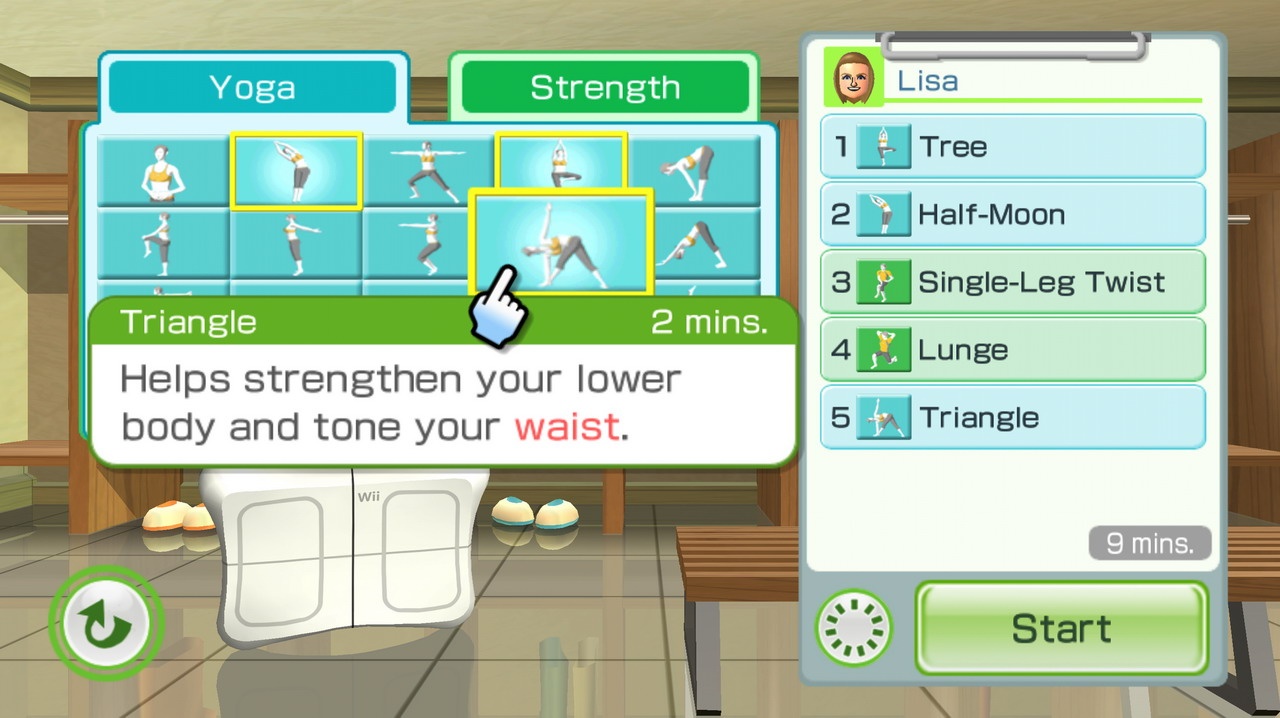 Yoga
Strength
Triangle 2 mins.
Helps strengthen your lower
body and tone your waist.
Wii
Lisa
1 Tree
2 Half-Moon
3 Single-Leg Twist
4 Lunge
5 Triangle
9 mins.
Start